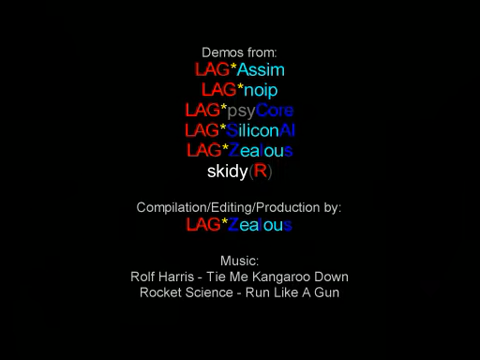 Demos from:
LAG*Assim
LAG*noip
LAG*psyCore
LAG*SiliconAI
LAG*Zealous
skidy(R)
Compilation/Editing/Production by:
LAG*Zealous
Music:
Rolf Harris - Tie Me Kangaroo Down
Rocket Science - Run Like A Gun